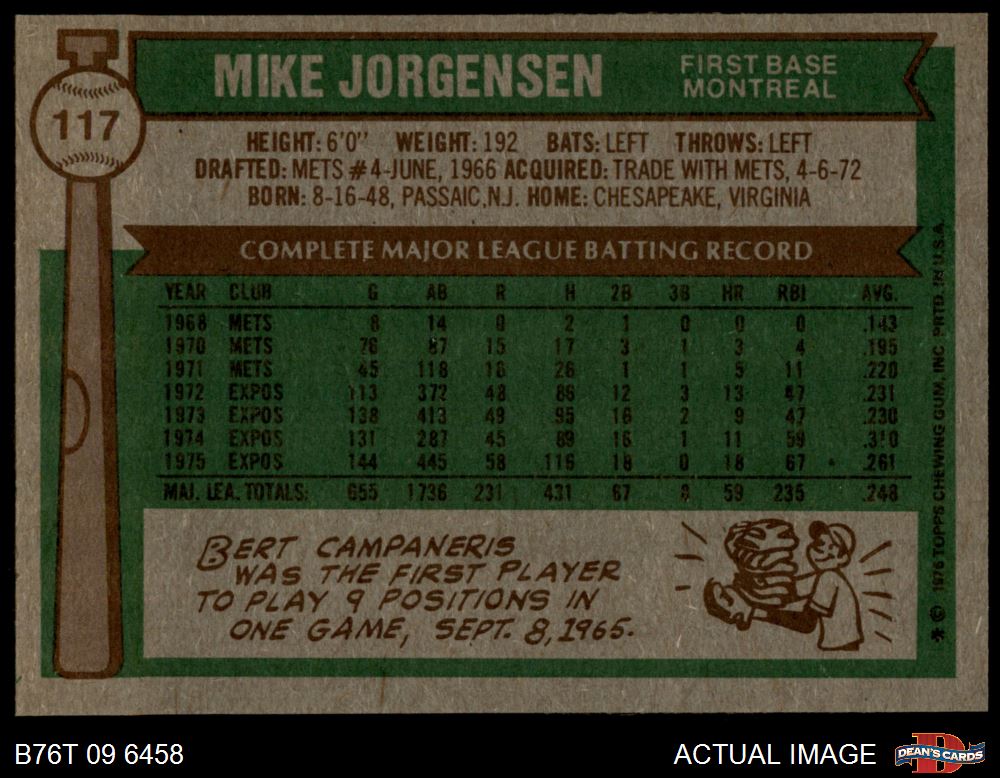 117
MIKE JORGENSEN
FIRST BASE
MONTREAL
HEIGHT: 6'0" WEIGHT: 192 BATS: LEFT THROWS: LEFT
DRAFTED: METS #4-JUNE, 1966 ACQUIRED: TRADE WITH METS, 4-6-72
BORN: 8-16-48, PASSAIC, N.J. HOME: CHESAPEAKE, VIRGINIA
COMPLETE MAJOR LEAGUE BATTING RECORD
YEAR CLUB G AB R H 2B 3B HR RBI AVG.
1968 METS 8 14 0 2 1 0 0 0 .143
1970 METS 76 87 15 17 3 1 3 4 .195
1971 METS 45 118 16 26 1 1 5 11 .220
1972 EXPOS 113 372 48 86 12 3 13 47 .231
1973 EXPOS 138 413 49 95 16 2 9 47 .230
1974 EXPOS 131 287 45 89 16 1 11 59 .310
1975 EXPOS 144 445 58 116 18 0 18 67 .261
MAJ. LEA. TOTALS: 655 1736 231 431 67 8 59 235 .248
BERT CAMPANERIS
WAS THE FIRST PLAYER
TO PLAY 9 POSITIONS IN
ONE GAME, SEPT. 8, 1965.
* © 1976 TOPPS CHEWING GUM, INC. PRTD. IN U.S.A.
B76T 09 6458
ACTUAL IMAGE
DEAN'S CARDS